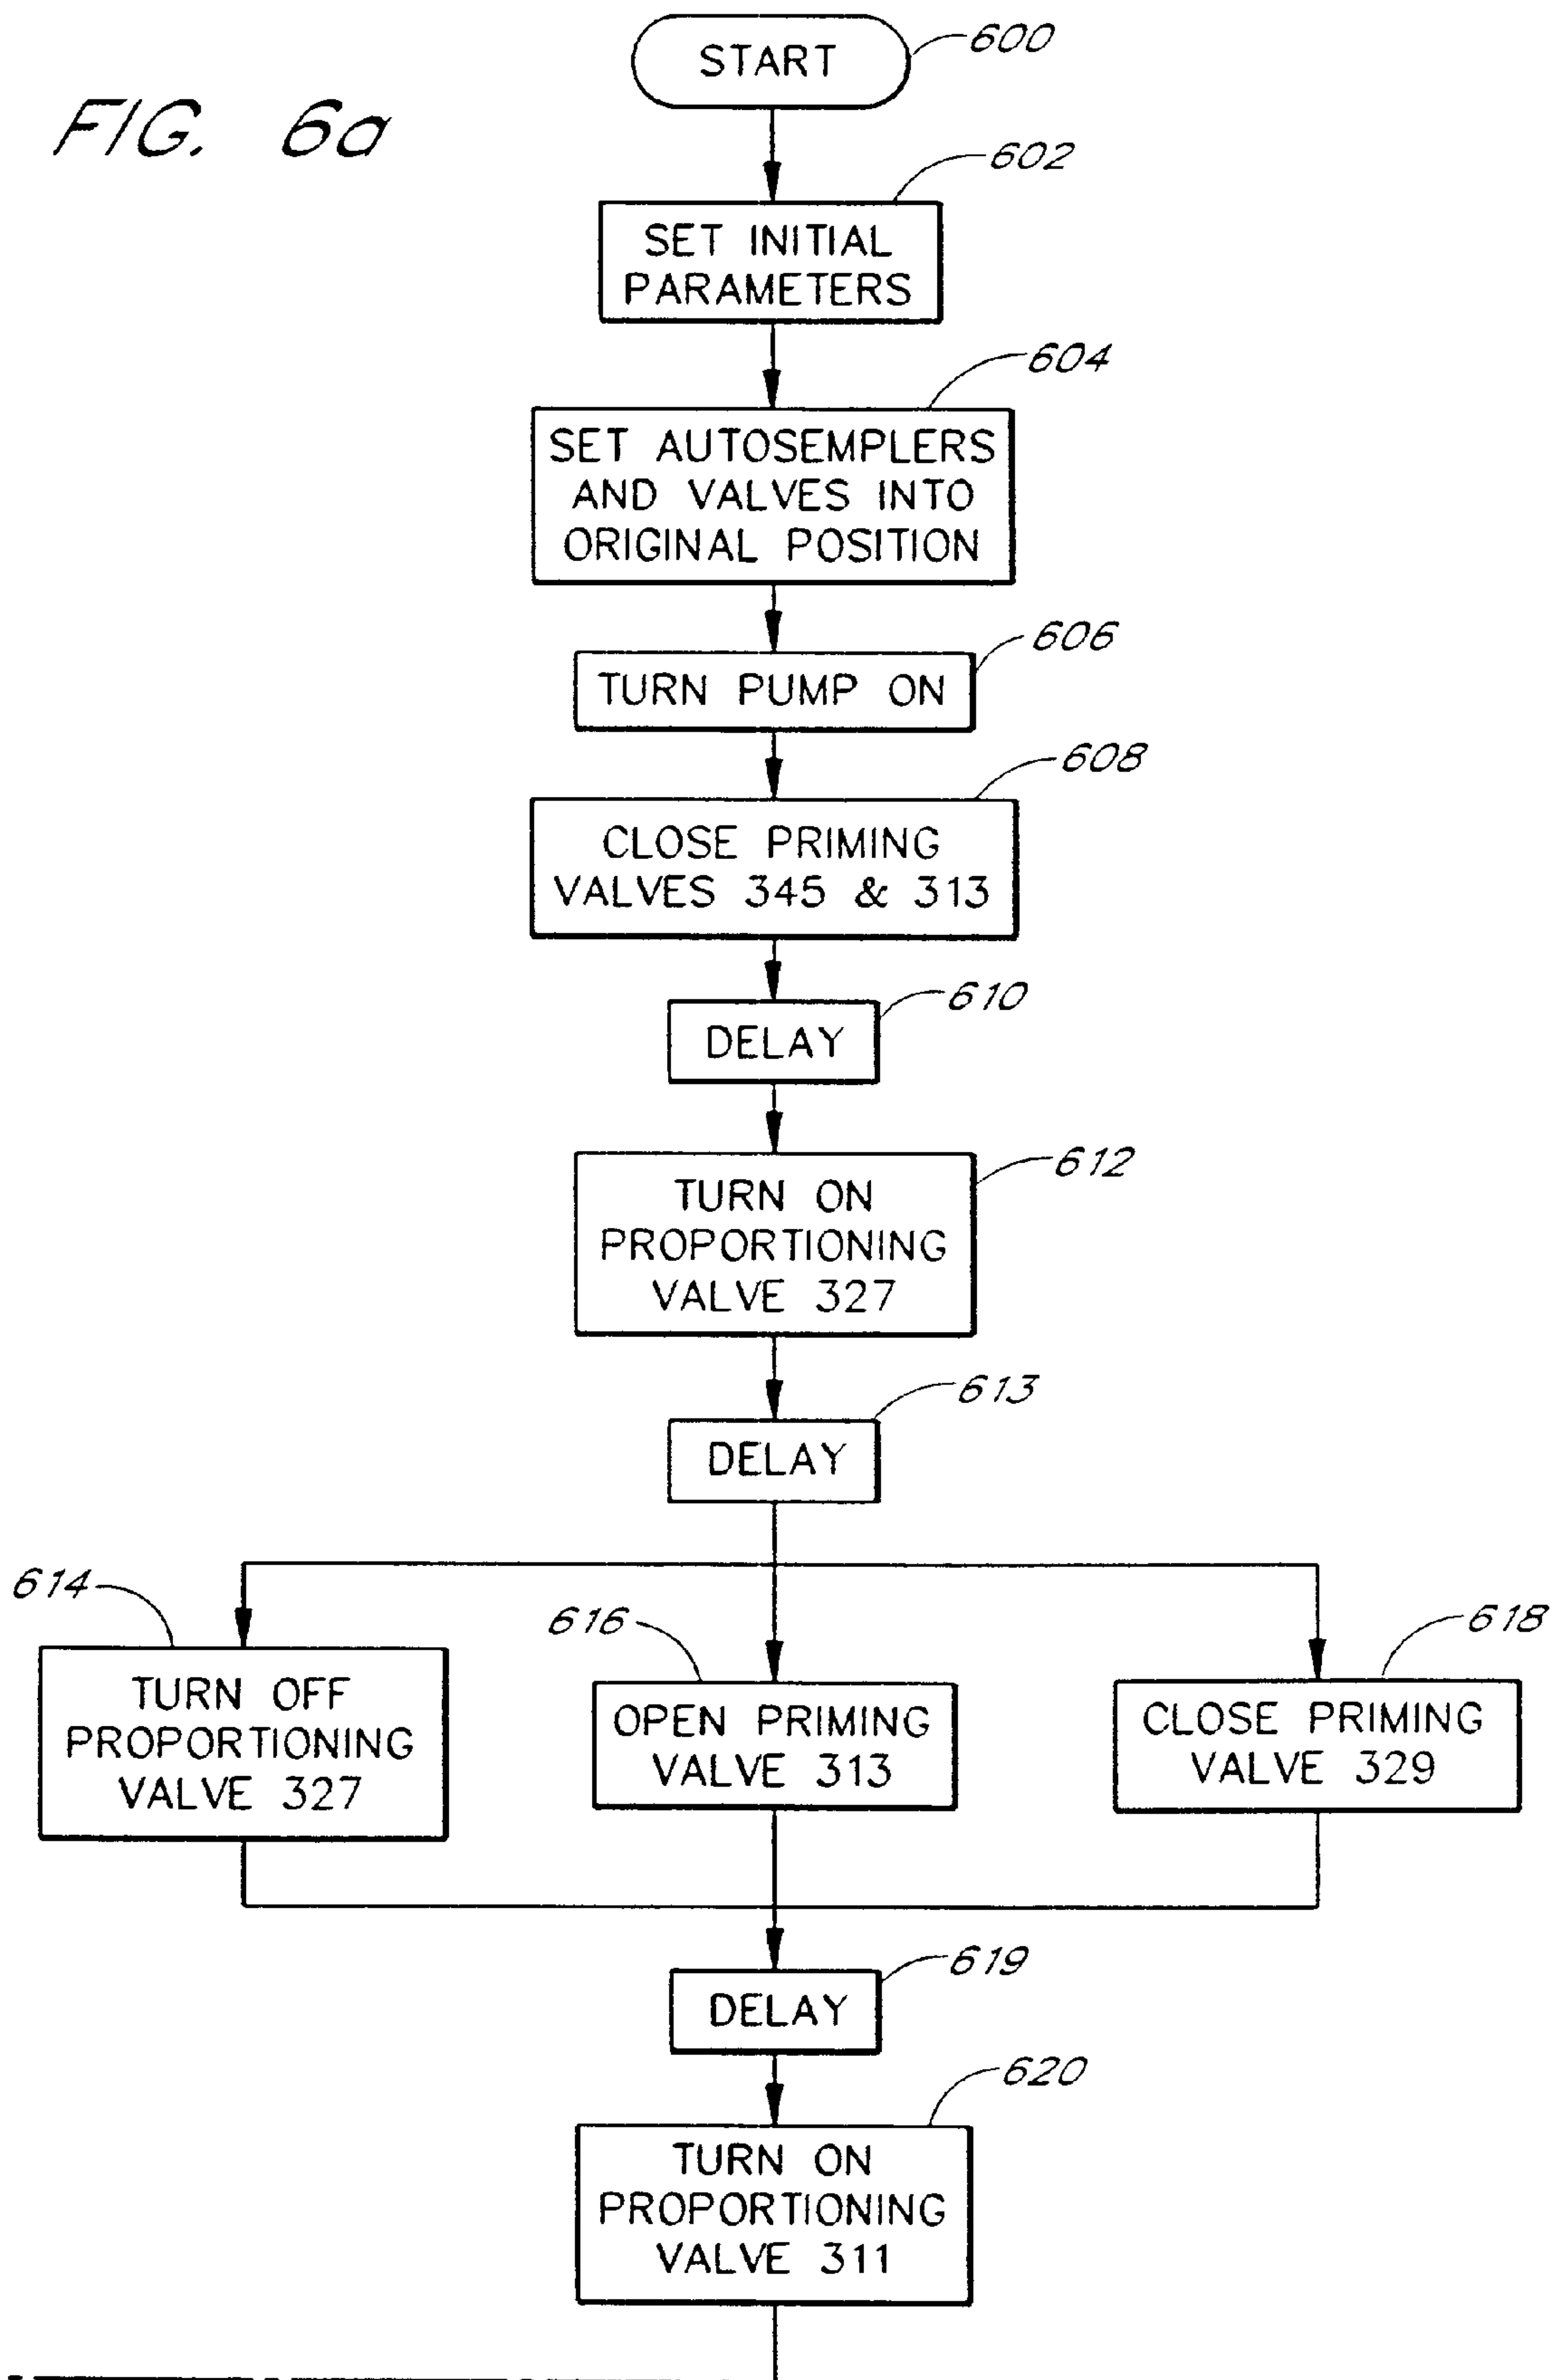 FIG. 6a
START
600
602
SET INITIAL
PARAMETERS
604
SET AUTOSEMPLERS
AND VALVES INTO
ORIGINAL POSITION
606
TURN PUMP ON
608
CLOSE PRIMING
VALVES 345 & 313
610
DELAY
612
TURN ON
PROPORTIONING
VALVE 327
613
DELAY
614
TURN OFF
PROPORTIONING
VALVE 327
616
OPEN PRIMING
VALVE 313
618
CLOSE PRIMING
VALVE 329
619
DELAY
620
TURN ON
PROPORTIONING
VALVE 311